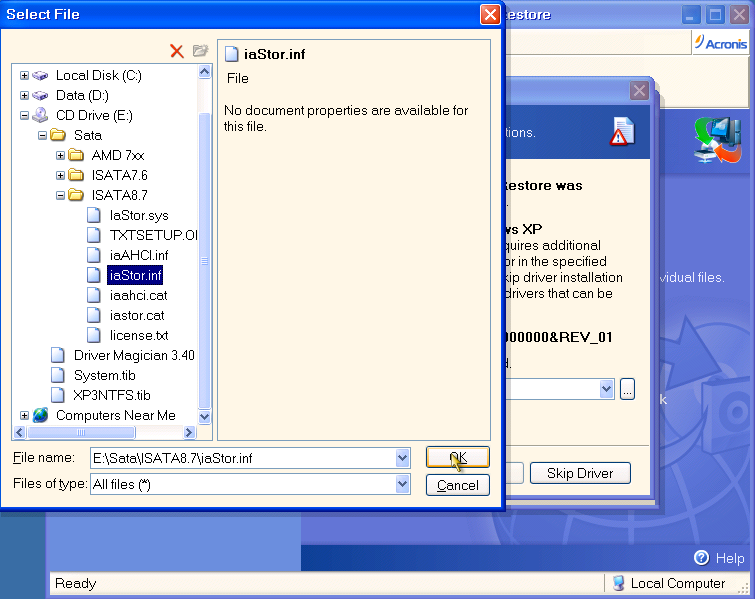 Select File
estore
Acronis
Local Disk (C:)
Data (D:)
CD Drive (E:)
Sata
AMD 7xx
ISATA7.6
ISATA8.7
IaStor.sys
TXTSETUP.OI
iaAHCI.inf
iaStor.inf
iaahci.cat
iastor.cat
license.txt
Driver Magician 3.40
System.tib
XP3NTFS.tib
Computers Near Me
iaStor.inf
File
No document properties are available for
this file.
File name: E:\Sata\ISATA8.7\iaStor.inf
OK
Files of type: All files (*)
Cancel
tions.
estore was
ws XP
quires additional
or in the specified
kip driver installation
drivers that can be
000000&REV_01
d.
...
Skip Driver
vidual files.
k
Help
Ready
Local Computer